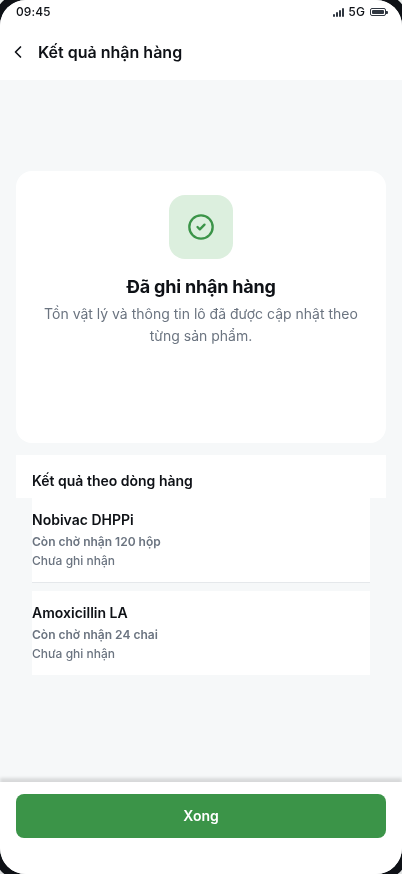 09:45
5G
Kết quả nhận hàng
Đã ghi nhận hàng
Tồn vật lý và thông tin lô đã được cập nhật theo
từng sản phẩm.
Kết quả theo dòng hàng
Nobivac DHPPi
Còn chờ nhận 120 hộp
Chưa ghi nhận
Amoxicillin LA
Còn chờ nhận 24 chai
Chưa ghi nhận
Xong